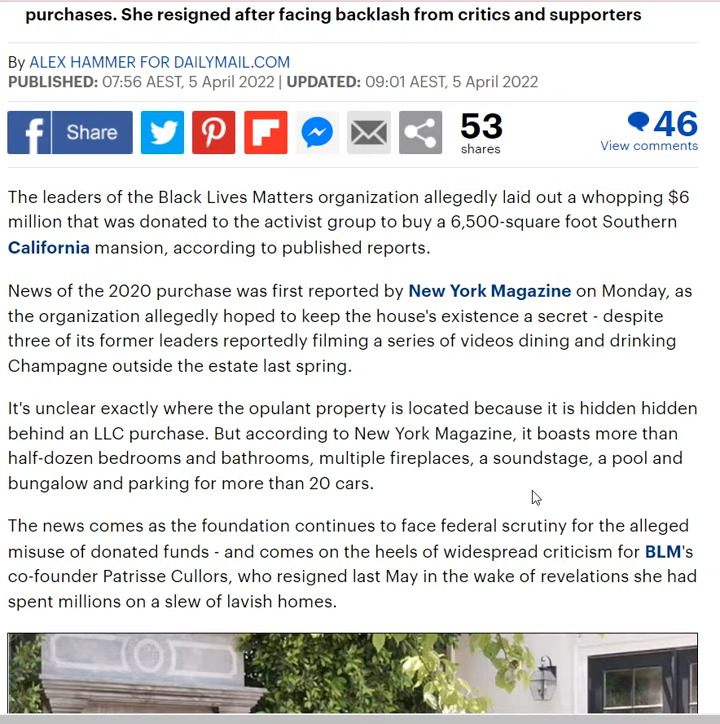 purchases. She resigned after facing backlash from critics and supporters
By ALEX HAMMER FOR DAILYMAIL.COM
PUBLISHED: 07:56 AEST, 5 April 2022 | UPDATED: 09:01 AEST, 5 April 2022
f Share 53 shares 46 View comments
The leaders of the Black Lives Matters organization allegedly laid out a whopping $6
million that was donated to the activist group to buy a 6,500-square foot Southern
California mansion, according to published reports.
News of the 2020 purchase was first reported by New York Magazine on Monday, as
the organization allegedly hoped to keep the house's existence a secret - despite
three of its former leaders reportedly filming a series of videos dining and drinking
Champagne outside the estate last spring.
It's unclear exactly where the opulant property is located because it is hidden hidden
behind an LLC purchase. But according to New York Magazine, it boasts more than
half-dozen bedrooms and bathrooms, multiple fireplaces, a soundstage, a pool and
bungalow and parking for more than 20 cars.
The news comes as the foundation continues to face federal scrutiny for the alleged
misuse of donated funds - and comes on the heels of widespread criticism for BLM's
co-founder Patrisse Cullors, who resigned last May in the wake of revelations she had
spent millions on a slew of lavish homes.